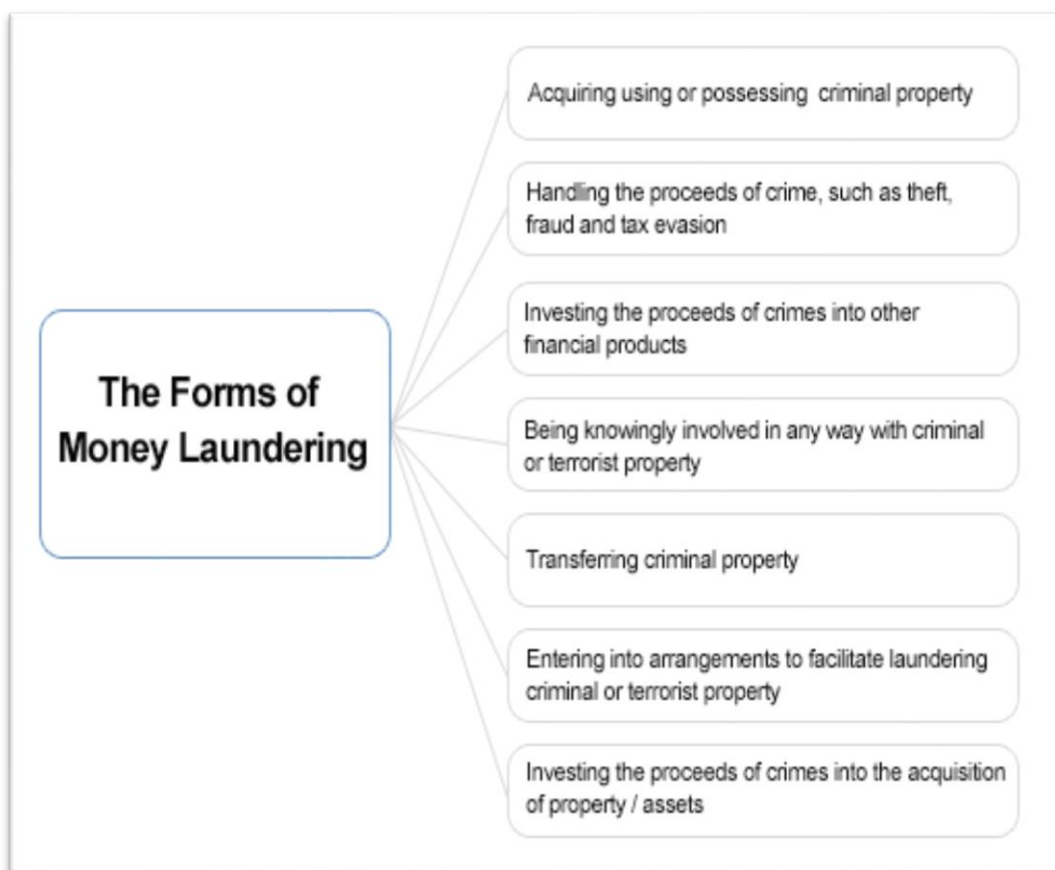 The Forms of
Money Laundering
Acquiring using or possessing criminal property
Handling the proceeds of crime, such as theft,
fraud and tax evasion
Investing the proceeds of crimes into other
financial products
Being knowingly involved in any way with criminal
or terrorist property
Transferring criminal property
Entering into arrangements to facilitate laundering
criminal or terrorist property
Investing the proceeds of crimes into the acquisition
of property / assets